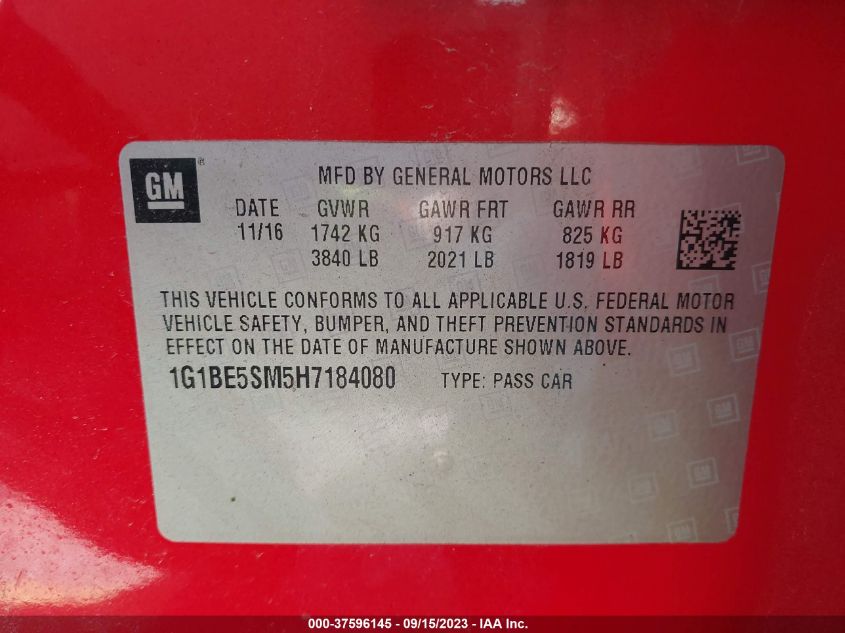 GM ® MFD BY GENERAL MOTORS LLC
DATE GVWR GAWR FRT GAWR RR
11/16 1742 KG 917 KG 825 KG
3840 LB 2021 LB 1819 LB
THIS VEHICLE CONFORMS TO ALL APPLICABLE U.S. FEDERAL MOTOR
VEHICLE SAFETY, BUMPER, AND THEFT PREVENTION STANDARDS IN
EFFECT ON THE DATE OF MANUFACTURE SHOWN ABOVE.
1G1BE5SM5H7184080 TYPE: PASS CAR
GM
000-37596145 - 09/15/2023 - IAA Inc.